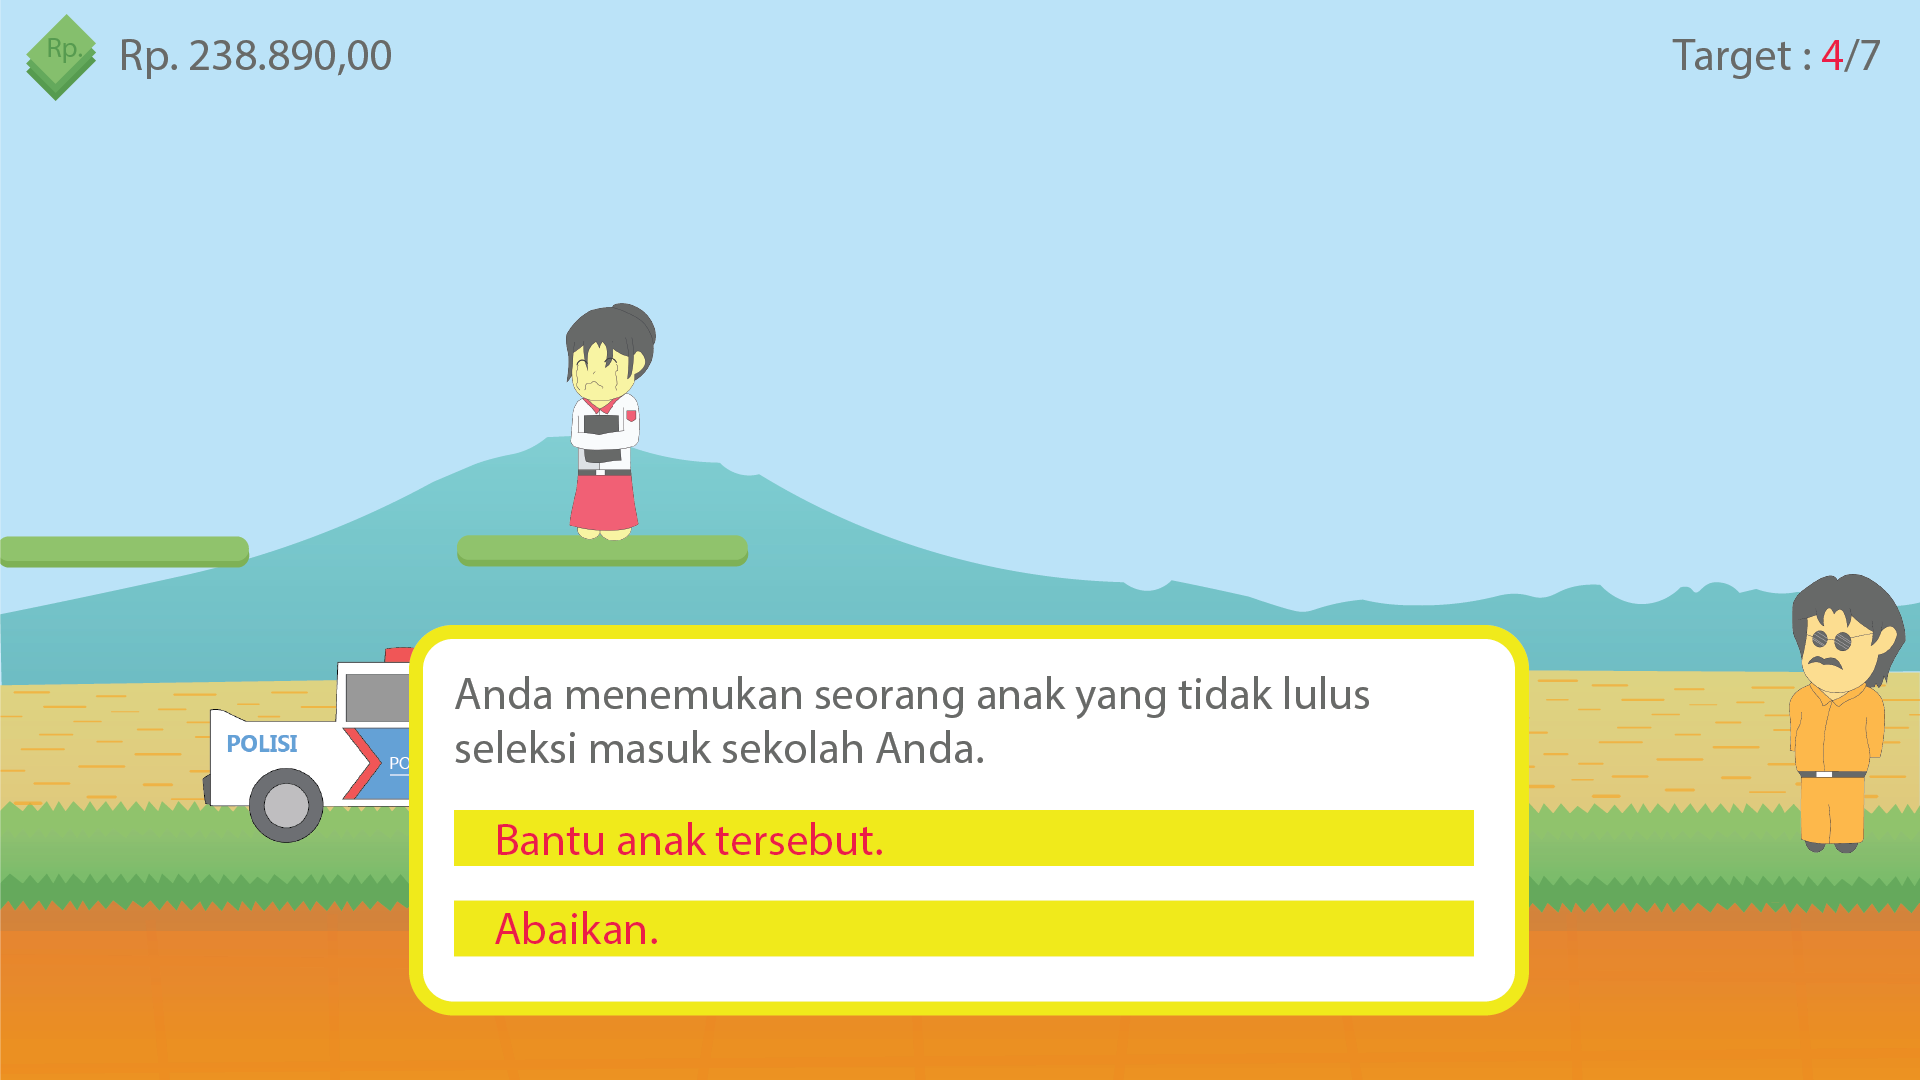 Rp.
Rp. 238.890,00
Target : 4/7
POLISI
PO
Anda menemukan seorang anak yang tidak lulus
seleksi masuk sekolah Anda.
Bantu anak tersebut.
Abaikan.